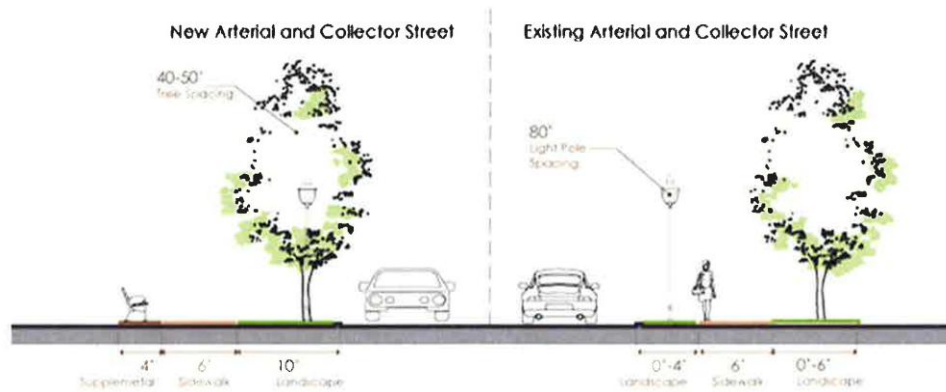 New Arterial and Collector Street
Existing Arterial and Collector Street
40-50'
Tree Spacing
80'
Light Pole
Spacing
4'
6'
10'
0'-4'
6'
0'-6'
Supplemetal
Sidewalk
Landscape
Landscape
Sidewalk
Landscape